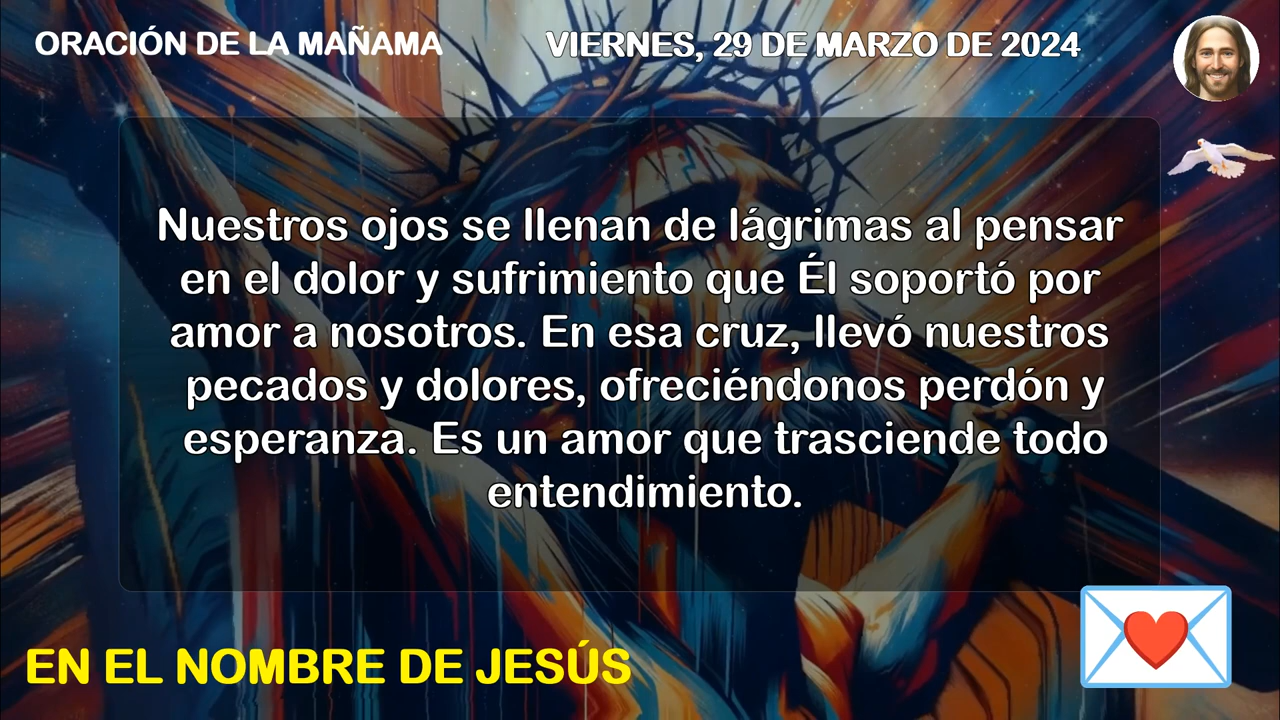 ORACIÓN DE LA MAÑAMA
VIERNES, 29 DE MARZO DE 2024
Nuestros ojos se llenan de lágrimas al pensar
en el dolor y sufrimiento que Él soportó por
amor a nosotros. En esa cruz, llevó nuestros
pecados y dolores, ofreciéndonos perdón y
esperanza. Es un amor que trasciende todo
entendimiento.
EN EL NOMBRE DE JESÚS